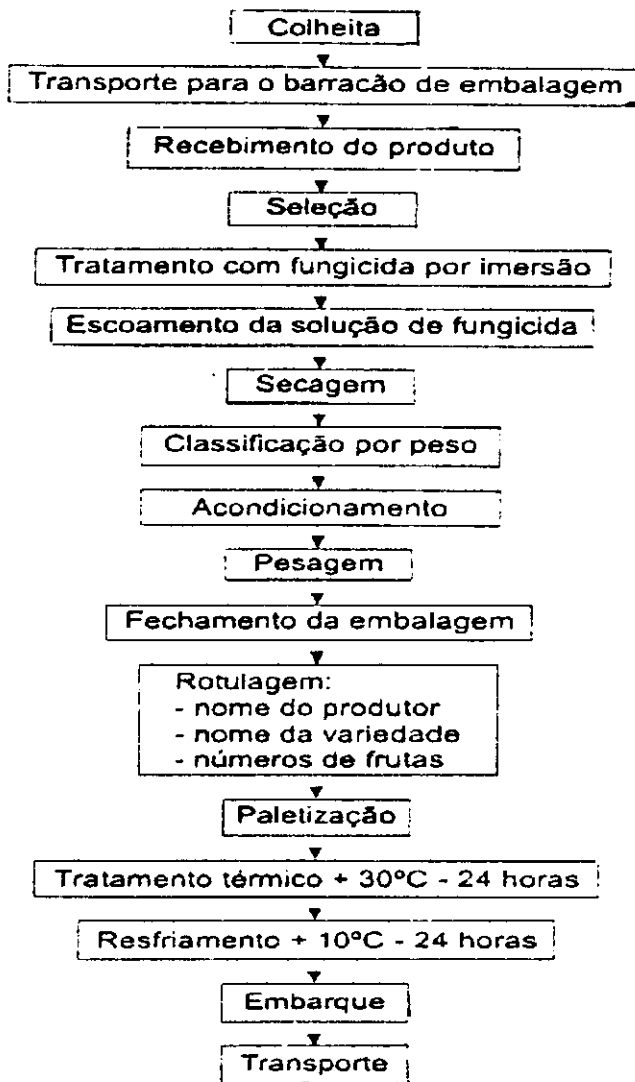 Colheita
Transporte para o barracão de embalagem
Recebimento do produto
Seleção
Tratamento com fungicida por imersão
Escoamento da solução de fungicida
Secagem
Classificação por peso
Acondicionamento
Pesagem
Fechamento da embalagem
Rotulagem:
- nome do produtor
- nome da variedade
- números de frutas
Paletização
Tratamento térmico + 30ºC - 24 horas
Resfriamento + 10ºC - 24 horas
Embarque
Transporte